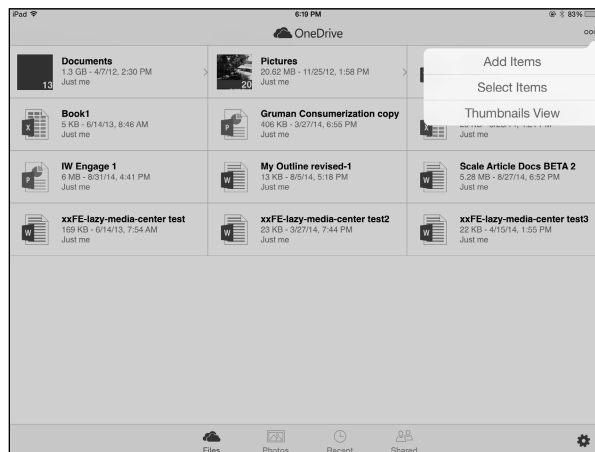 iPad 6:19 PM 83%
OneDrive
Documents
1.3 GB - 4/7/12, 2:30 PM
Just me
13
Pictures
20.62 MB - 11/25/12, 1:58 PM
Just me
20
Add Items
Select Items
Thumbnails View
Book1
5 KB - 6/14/13, 8:46 AM
Just me
Gruman Consumerization copy
406 KB - 3/27/14, 6:55 PM
Just me
Just me
IW Engage 1
6 MB - 8/31/14, 4:41 PM
Just me
My Outline revised-1
13 KB - 8/5/14, 5:18 PM
Just me
Scale Article Docs BETA 2
5.28 MB - 8/27/14, 6:52 PM
Just me
xxFE-lazy-media-center test
169 KB - 6/14/13, 7:54 AM
Just me
xxFE-lazy-media-center test2
23 KB - 3/27/14, 7:44 PM
Just me
xxFE-lazy-media-center test3
22 KB - 4/15/14, 1:55 PM
Just me
Files Photos Recent Shared